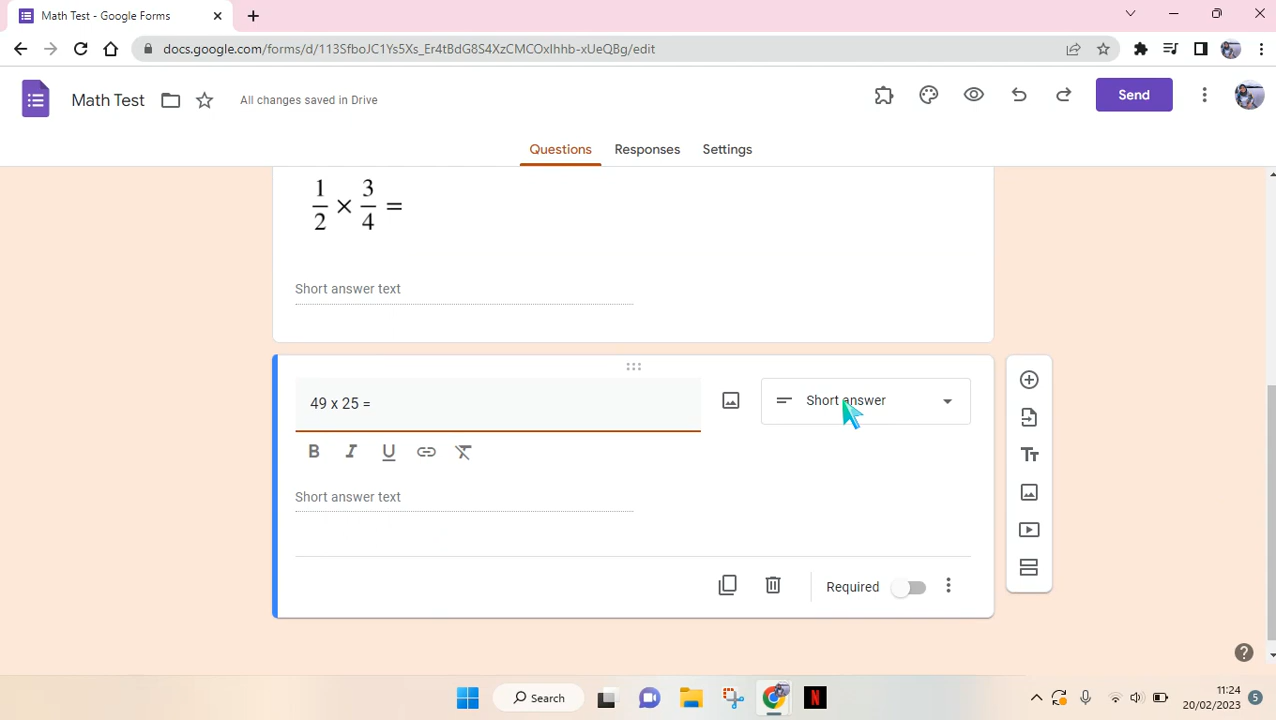 Math Test - Google Forms
docs.google.com/forms/d/113SfboJC1Ys5Xs_Er4tBdG8S4XzCMCOxIhhb-xUeQBg/edit
Math Test
All changes saved in Drive
Send
Questions
Responses
Settings
1/2 × 3/4 =
Short answer text
49 x 25 =
Short answer
B I U
Short answer text
Required
Tt
Search
N
11:24
20/02/2023
5